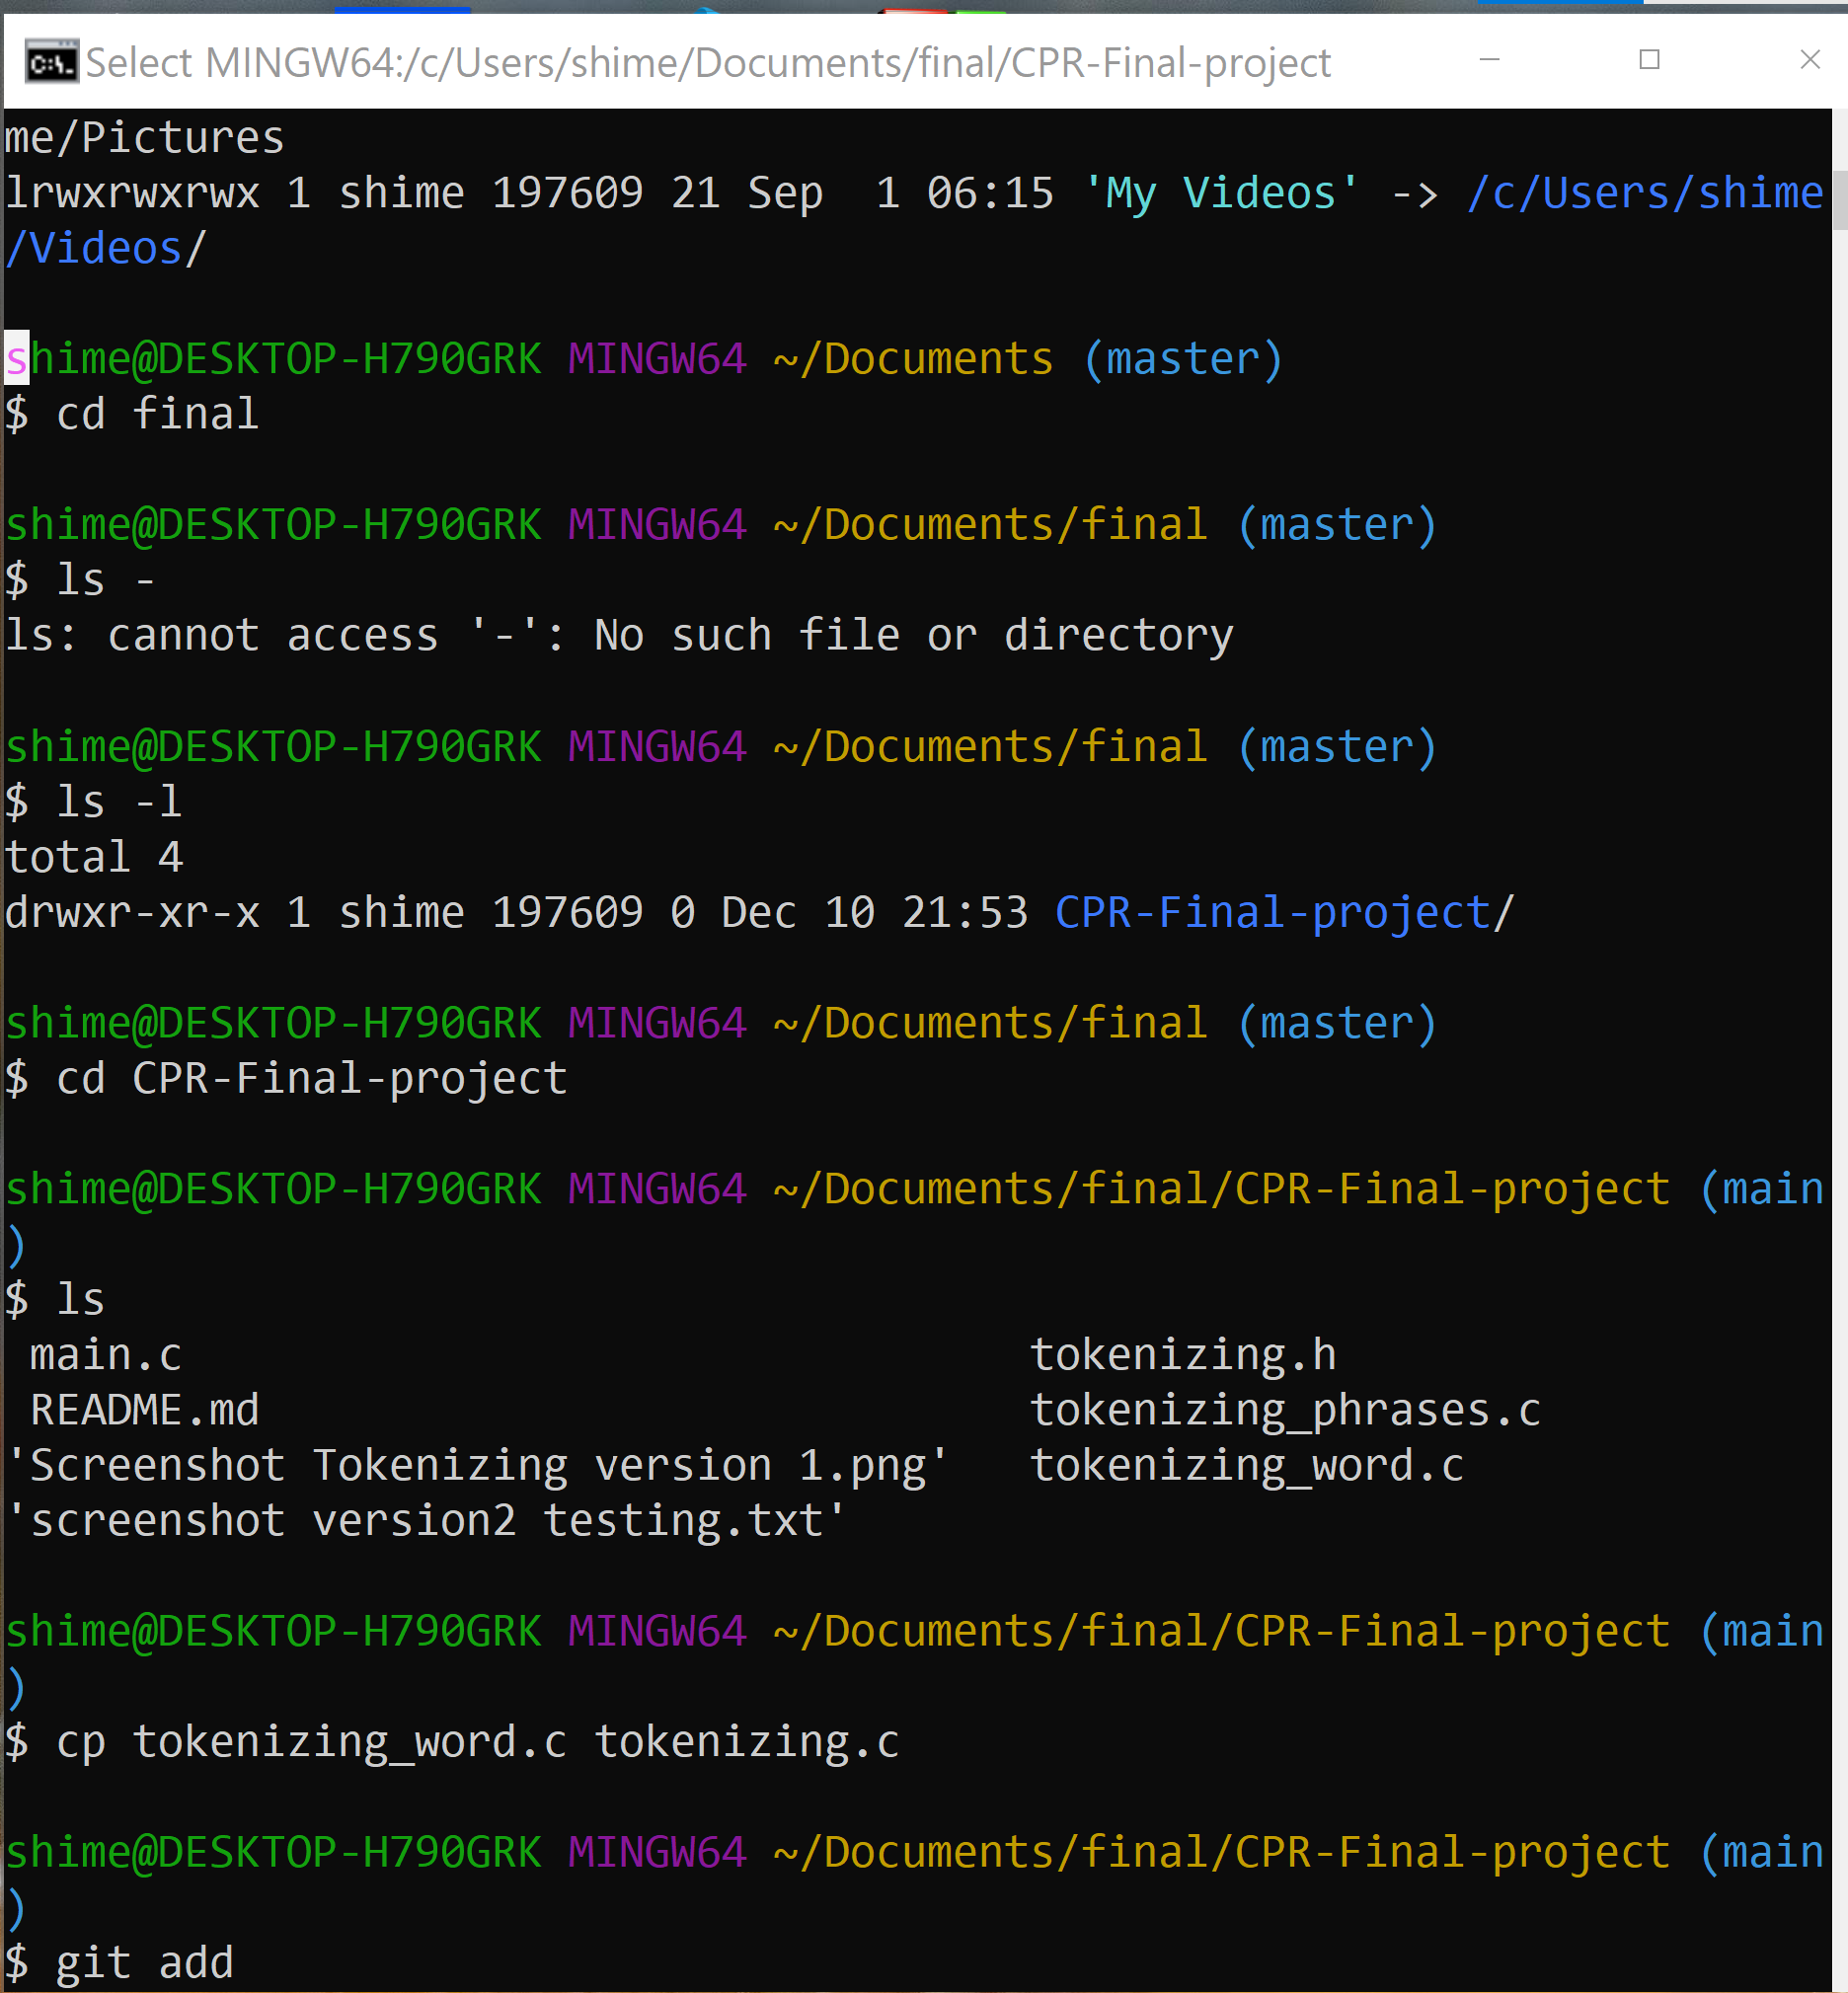 Select MINGW64:/c/Users/shime/Documents/final/CPR-Final-project
me/Pictures
lrwxrwxrwx 1 shime 197609 21 Sep  1 06:15 'My Videos' -> /c/Users/shime
/Videos/
shime@DESKTOP-H790GRK MINGW64 ~/Documents (master)
$ cd final
shime@DESKTOP-H790GRK MINGW64 ~/Documents/final (master)
$ ls -
ls: cannot access '-': No such file or directory
shime@DESKTOP-H790GRK MINGW64 ~/Documents/final (master)
$ ls -l
total 4
drwxr-xr-x 1 shime 197609 0 Dec 10 21:53 CPR-Final-project/
shime@DESKTOP-H790GRK MINGW64 ~/Documents/final (master)
$ cd CPR-Final-project
shime@DESKTOP-H790GRK MINGW64 ~/Documents/final/CPR-Final-project (main
)
$ ls
 main.c                                 tokenizing.h
 README.md                              tokenizing_phrases.c
'Screenshot Tokenizing version 1.png'   tokenizing_word.c
'screenshot version2 testing.txt'
shime@DESKTOP-H790GRK MINGW64 ~/Documents/final/CPR-Final-project (main
)
$ cp tokenizing_word.c tokenizing.c
shime@DESKTOP-H790GRK MINGW64 ~/Documents/final/CPR-Final-project (main
)
$ git add